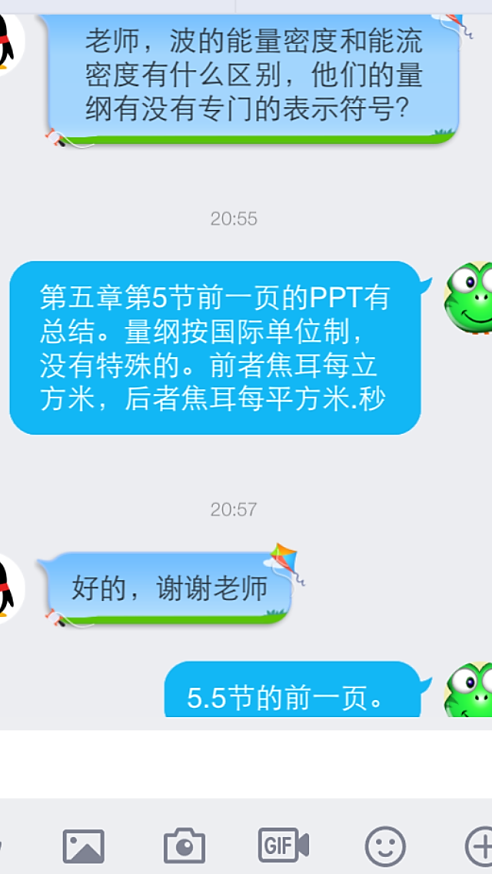 老师，波的能量密度和能流
密度有什么区别，他们的量
纲有没有专门的表示符号？
20:55
第五章第5节前一页的PPT有
总结。量纲按国际单位制，
没有特殊的。前者焦耳每立
方米，后者焦耳每平方米.秒
20:57
好的，谢谢老师
5.5节的前一页。
GIF